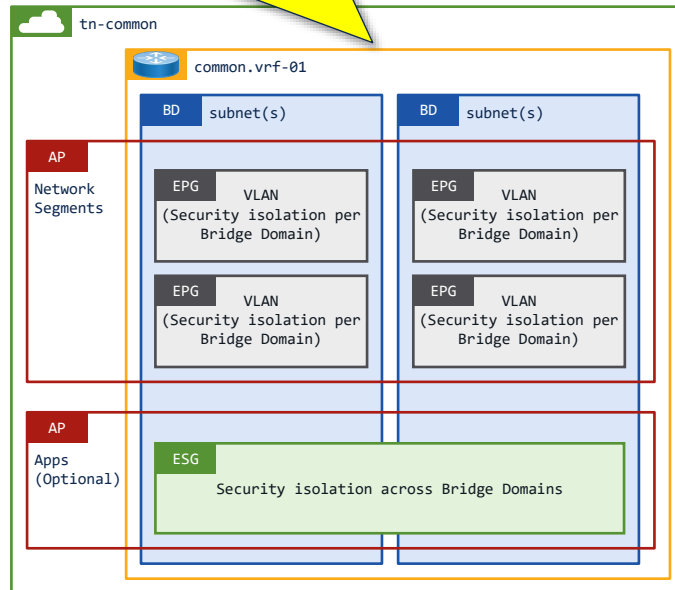 tn-common
common.vrf-01
BD subnet(s)
BD subnet(s)
AP
Network
Segments
EPG
VLAN
(Security isolation per
Bridge Domain)
EPG
VLAN
(Security isolation per
Bridge Domain)
EPG
VLAN
(Security isolation per
Bridge Domain)
EPG
VLAN
(Security isolation per
Bridge Domain)
AP
Apps
(Optional)
ESG
Security isolation across Bridge Domains